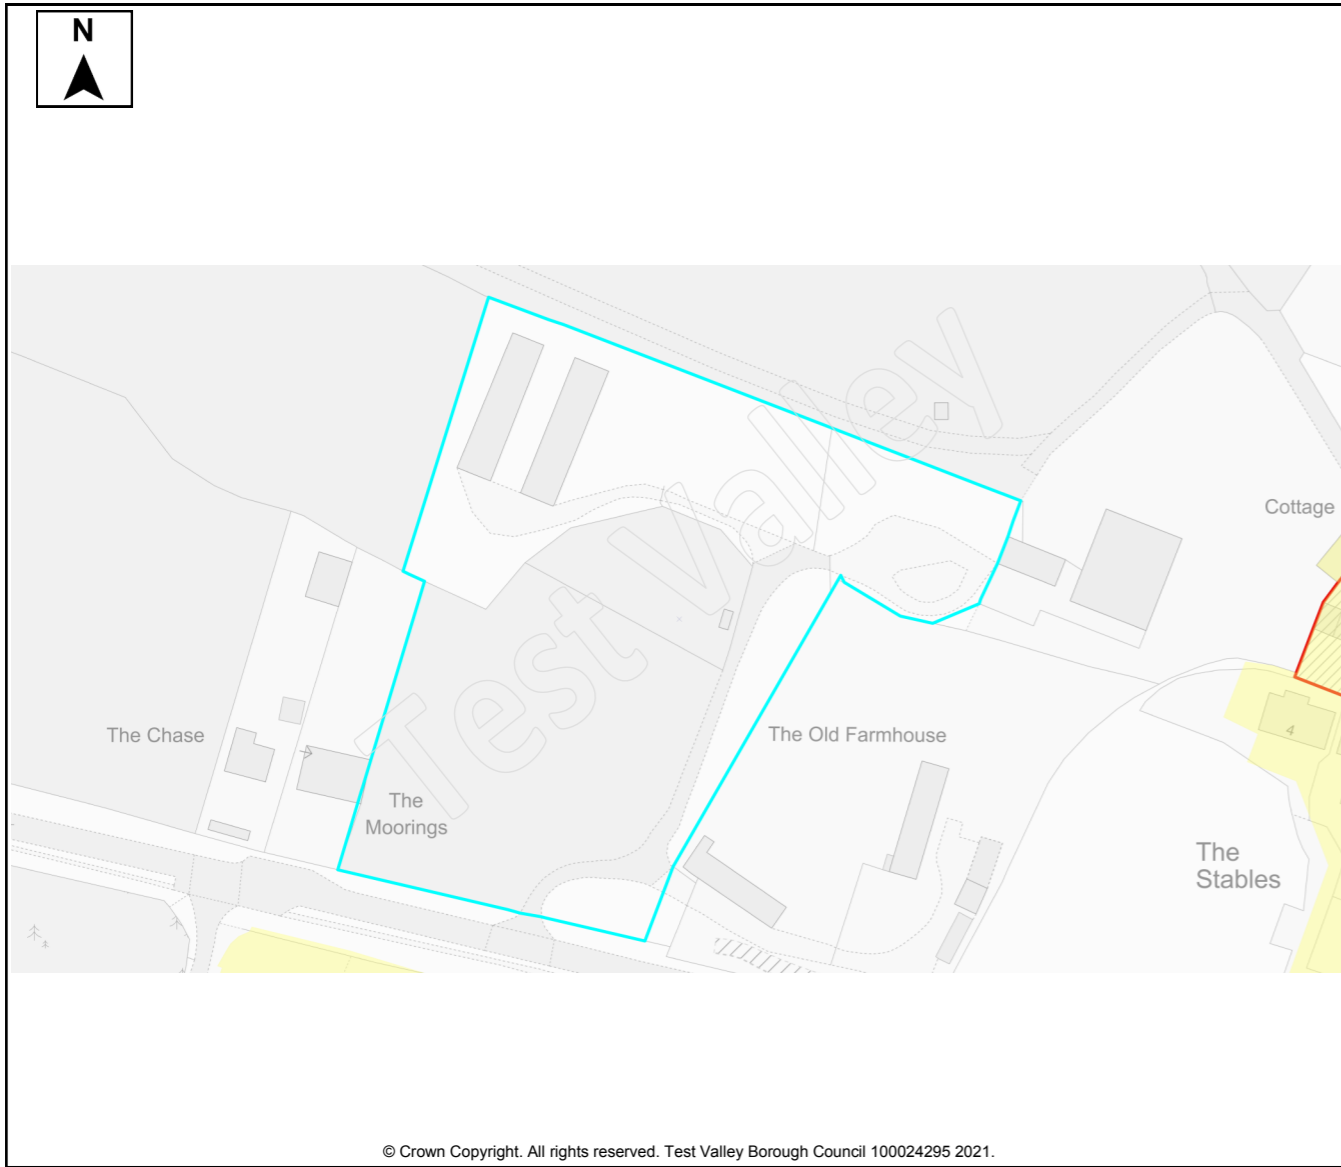 N
Test Valley
Cottage
The Chase
The Old Farmhouse
4
The
Moorings
The
Stables
© Crown Copyright. All rights reserved. Test Valley Borough Council 100024295 2021.